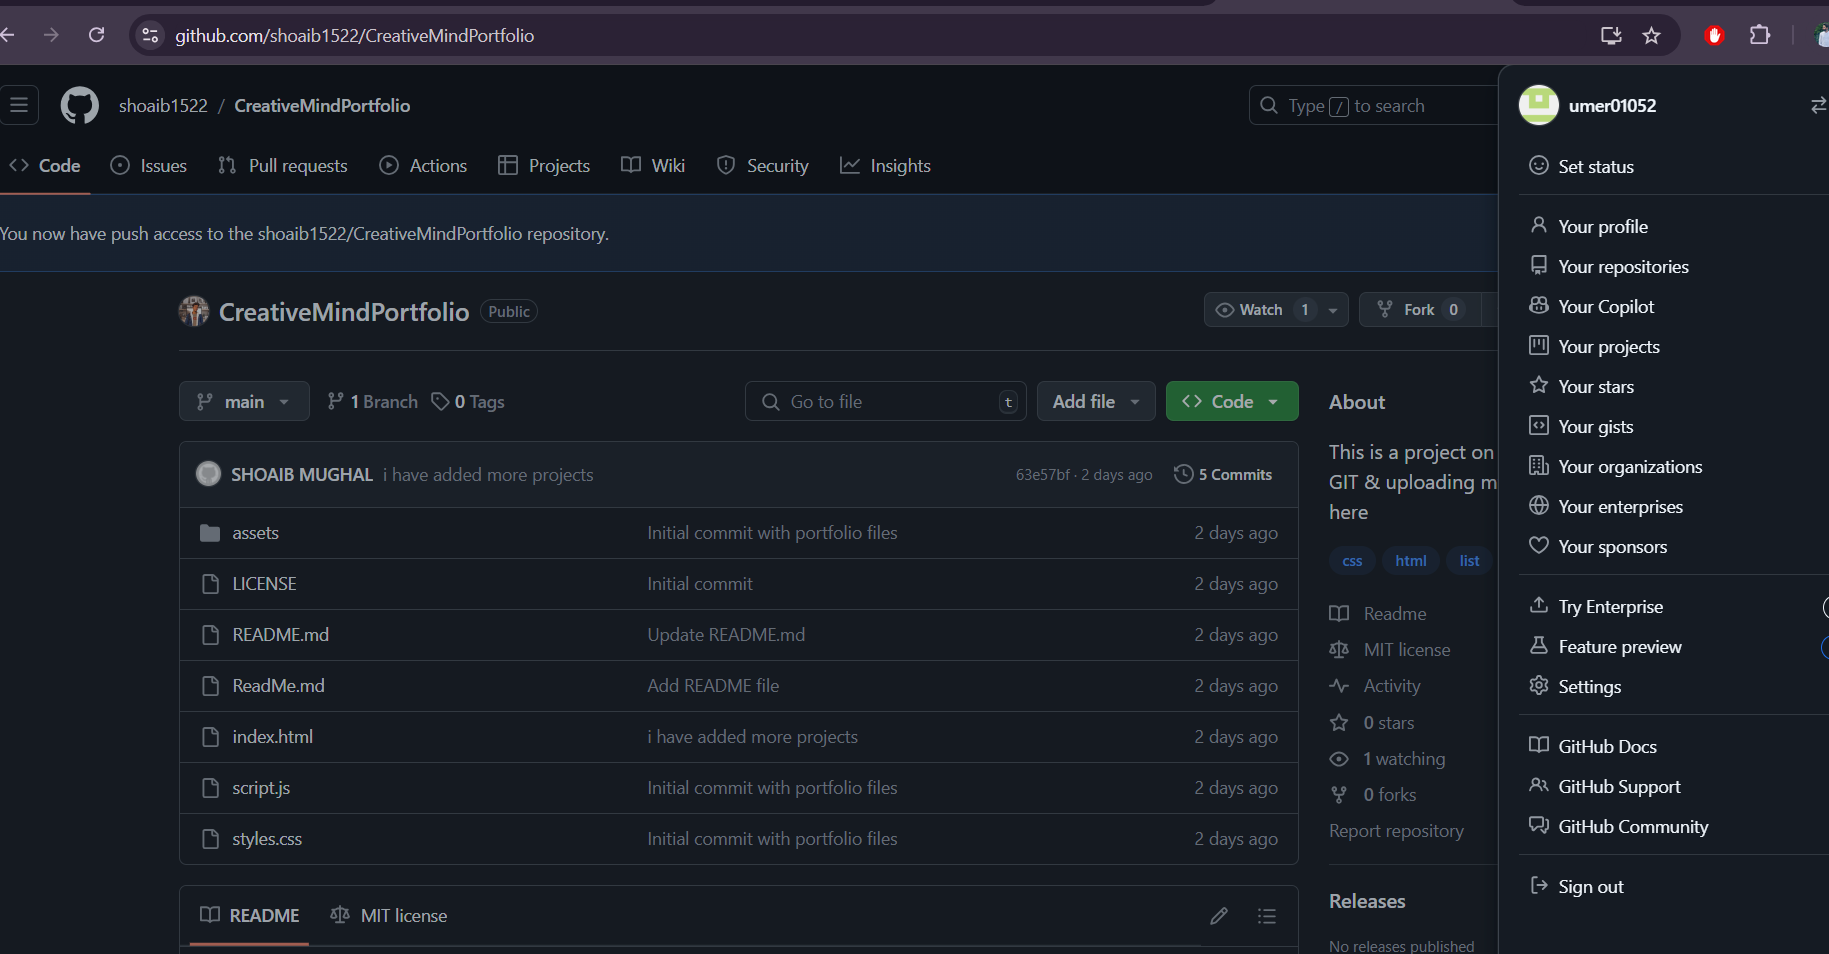 github.com/shoaib1522/CreativeMindPortfolio
shoaib1522 / CreativeMindPortfolio
Type / to search
umer01052
Code
Issues
Pull requests
Actions
Projects
Wiki
Security
Insights
Set status
You now have push access to the shoaib1522/CreativeMindPortfolio repository.
Your profile
Your repositories
Your Copilot
Your projects
Your stars
Your gists
Your organizations
Your enterprises
Your sponsors
Try Enterprise
Feature preview
Settings
GitHub Docs
GitHub Support
GitHub Community
Sign out
CreativeMindPortfolio Public
Watch 1
Fork 0
main
1 Branch
0 Tags
Go to file t
Add file
Code
SHOAIB MUGHAL i have added more projects 63e57bf · 2 days ago 5 Commits
assets Initial commit with portfolio files 2 days ago
LICENSE Initial commit 2 days ago
README.md Update README.md 2 days ago
ReadMe.md Add README file 2 days ago
index.html i have added more projects 2 days ago
script.js Initial commit with portfolio files 2 days ago
styles.css Initial commit with portfolio files 2 days ago
README
MIT license
About
This is a project on
GIT & uploading m
here
css html list
Readme
MIT license
Activity
0 stars
1 watching
0 forks
Report repository
Releases
No releases published